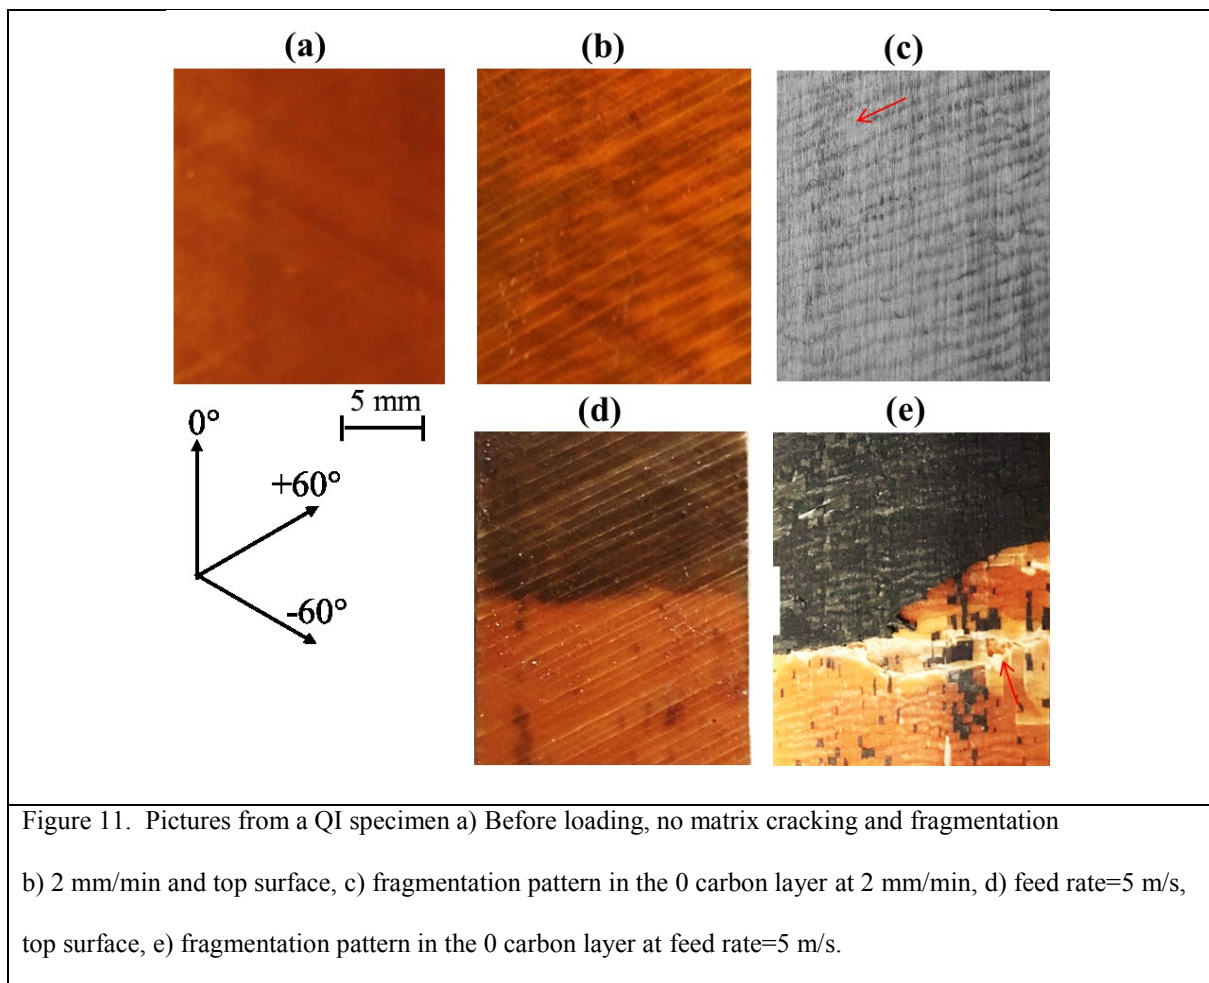 (a)
(b)
(c)
5 mm
0°
+60°
-60°
(d)
(e)
Figure 11.  Pictures from a QI specimen a) Before loading, no matrix cracking and fragmentation
b) 2 mm/min and top surface, c) fragmentation pattern in the 0 carbon layer at 2 mm/min, d) feed rate=5 m/s,
top surface, e) fragmentation pattern in the 0 carbon layer at feed rate=5 m/s.